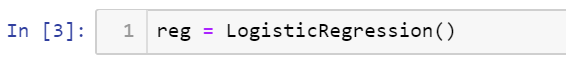 In [3]: 1 reg = LogisticRegression()